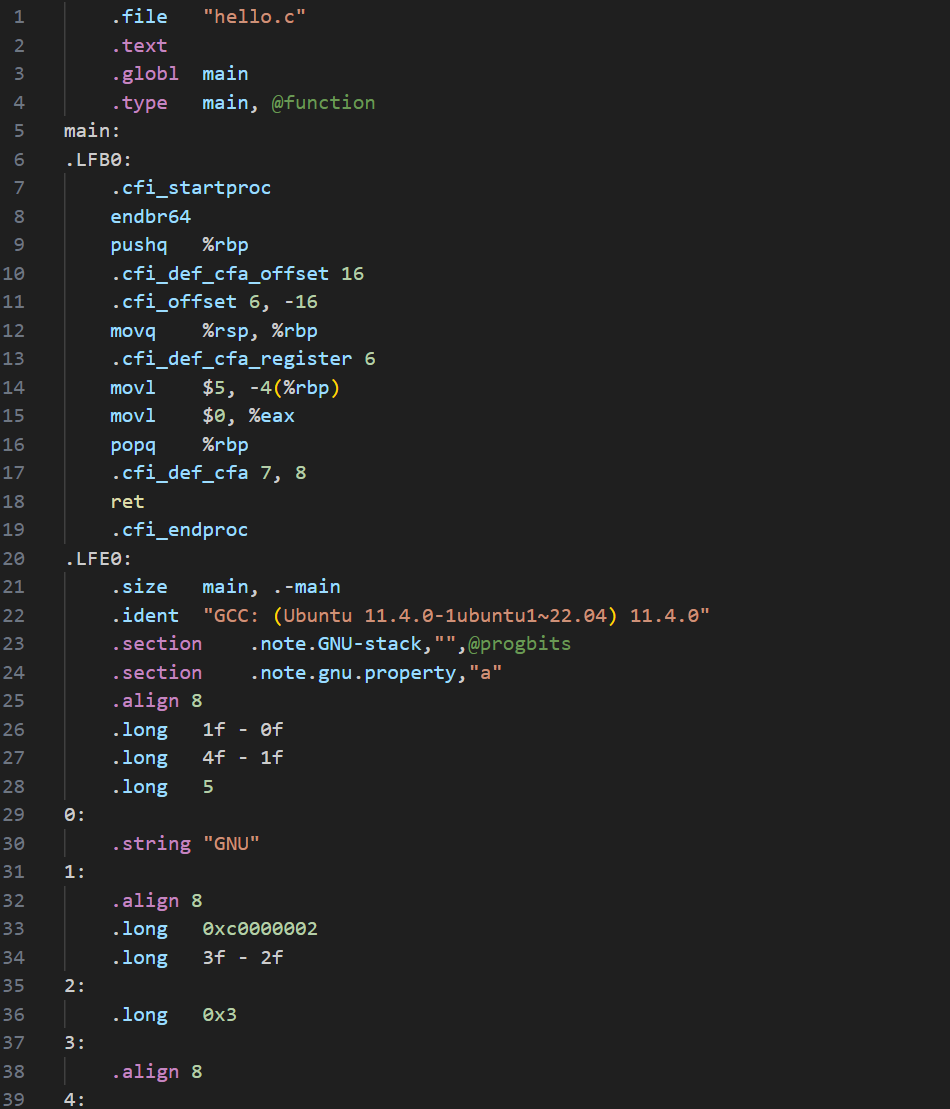 1 .file "hello.c"
2 .text
3 .globl main
4 .type main, @function
5 main:
6 .LFB0:
7 .cfi_startproc
8 endbr64
9 pushq %rbp
10 .cfi_def_cfa_offset 16
11 .cfi_offset 6, -16
12 movq %rsp, %rbp
13 .cfi_def_cfa_register 6
14 movl $5, -4(%rbp)
15 movl $0, %eax
16 popq %rbp
17 .cfi_def_cfa 7, 8
18 ret
19 .cfi_endproc
20 .LFE0:
21 .size main, .-main
22 .ident "GCC: (Ubuntu 11.4.0-1ubuntu1~22.04) 11.4.0"
23 .section .note.GNU-stack,"",@progbits
24 .section .note.gnu.property,"a"
25 .align 8
26 .long 1f - 0f
27 .long 4f - 1f
28 .long 5
29 0:
30 .string "GNU"
31 1:
32 .align 8
33 .long 0xc0000002
34 .long 3f - 2f
35 2:
36 .long 0x3
37 3:
38 .align 8
39 4: